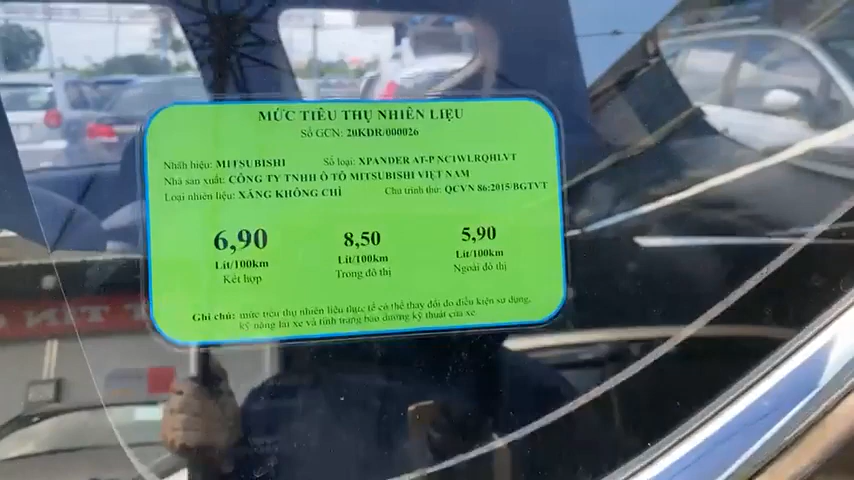 MỨC TIÊU THỤ NHIÊN LIỆU
Số GCN: 20KDR/000026
Nhãn hiệu: MITSUBISHI Số loại: XPANDER AT-P NC1WLRQHLVT
Nhà sản xuất: CÔNG TY TNHH Ô TÔ MITSUBISHI VIỆT NAM
Loại nhiên liệu: XĂNG KHÔNG CHÌ Chu trình thử: QCVN 86:2015/BGTVT
6,90 8,50 5,90
Lít/100km Lít/100km Lít/100km
Kết hợp Trong đô thị Ngoài đô thị
Ghi chú: mức tiêu thụ nhiên liệu thực tế có thể thay đổi do điều kiện sử dụng,
kỹ năng lái xe và tình trạng bảo dưỡng kỹ thuật của xe.